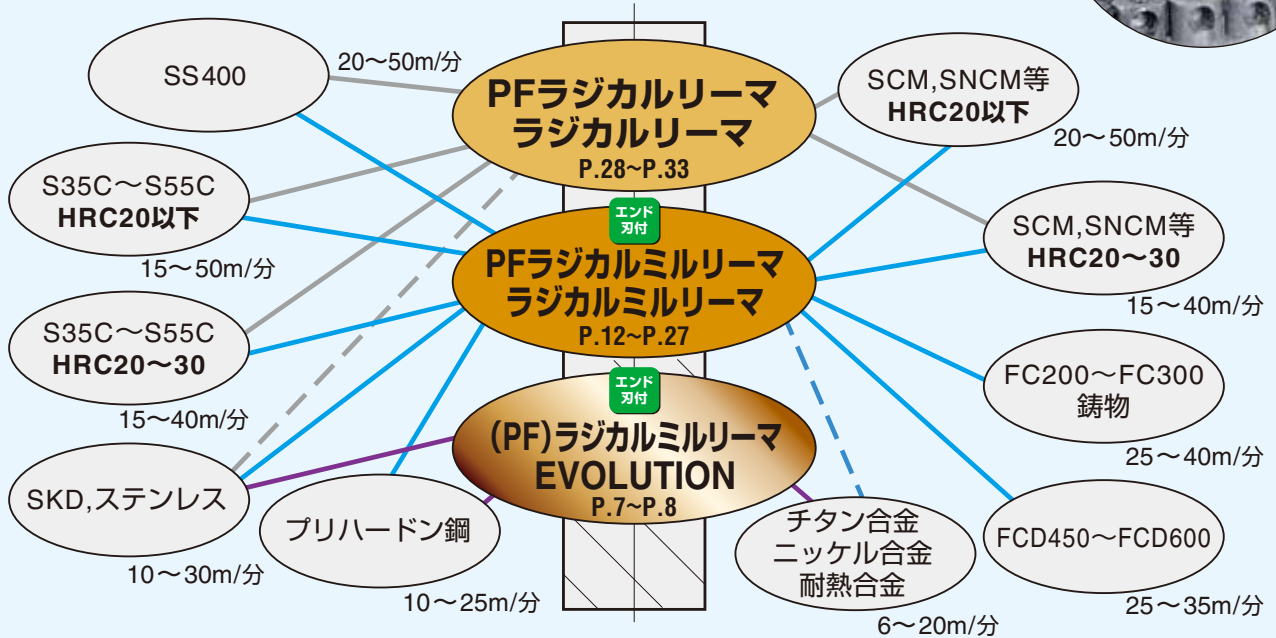 SS400
20〜50m/分
S35C〜S55C
HRC20以下
15〜50m/分
S35C〜S55C
HRC20〜30
15〜40m/分
SKD,ステンレス
10〜30m/分
プリハードン鋼
10〜25m/分
PFラジカルリーマ
ラジカルリーマ
P.28~P.33
エンド
刃付
PFラジカルミルリーマ
ラジカルミルリーマ
P.12~P.27
エンド
刃付
(PF)ラジカルミルリーマ
EVOLUTION
P.7~P.8
SCM,SNCM等
HRC20以下
20〜50m/分
SCM,SNCM等
HRC20〜30
15〜40m/分
FC200〜FC300
鋳物
25〜40m/分
FCD450〜FCD600
25〜35m/分
チタン合金
ニッケル合金
耐熱合金
6〜20m/分